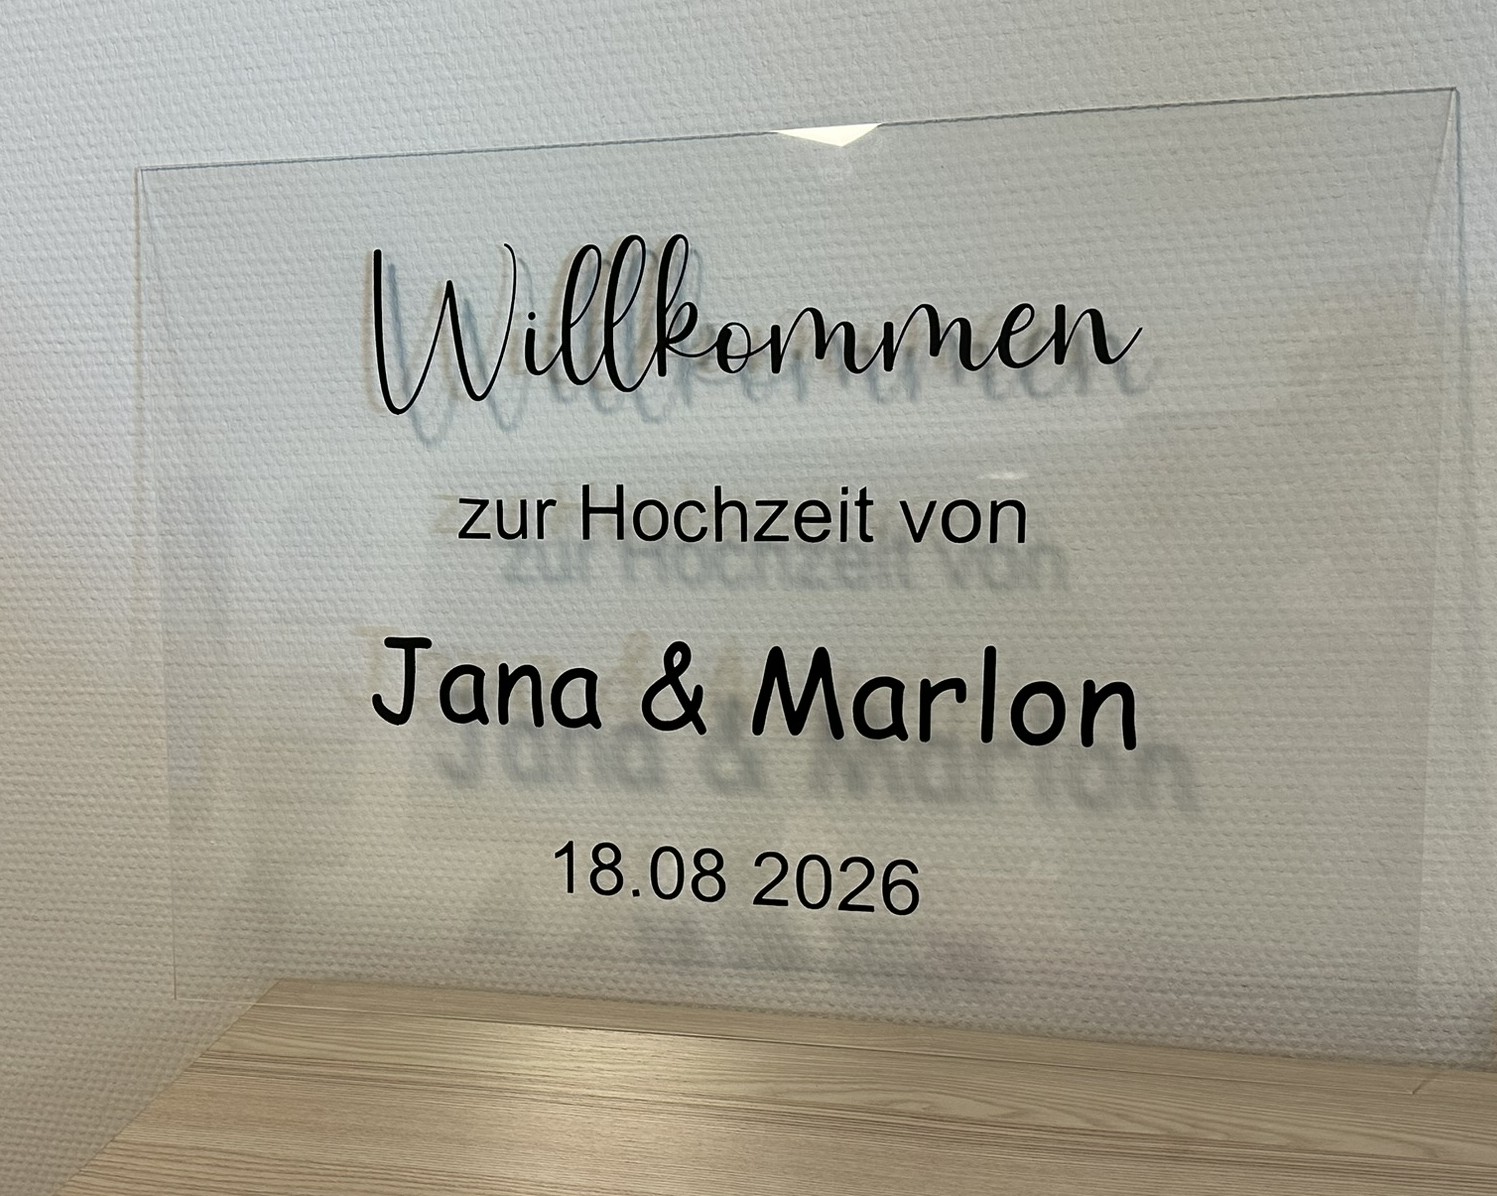 Willkommen
zur Hochzeit von
Jana & Marlon
18.08 2026